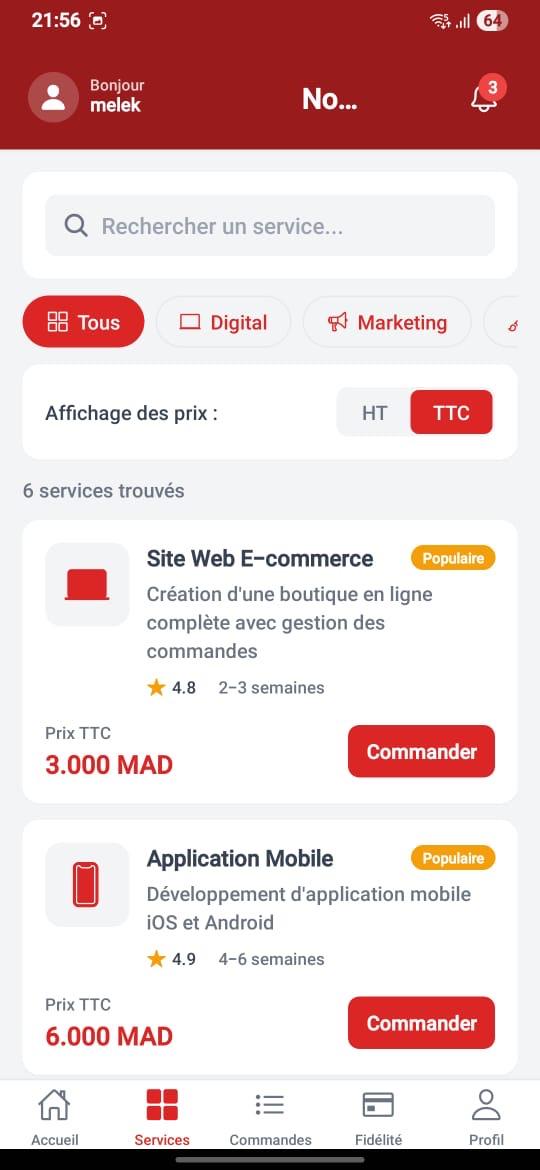 21:56
64
Bonjour
melek
No...
3
Rechercher un service...
Tous
Digital
Marketing
Affichage des prix :
HT
TTC
6 services trouvés
Site Web E-commerce
Populaire
Création d'une boutique en ligne
complète avec gestion des
commandes
4.8
2-3 semaines
Prix TTC
3.000 MAD
Commander
Application Mobile
Populaire
Développement d'application mobile
iOS et Android
4.9
4-6 semaines
Prix TTC
6.000 MAD
Commander
Accueil
Services
Commandes
Fidélité
Profil